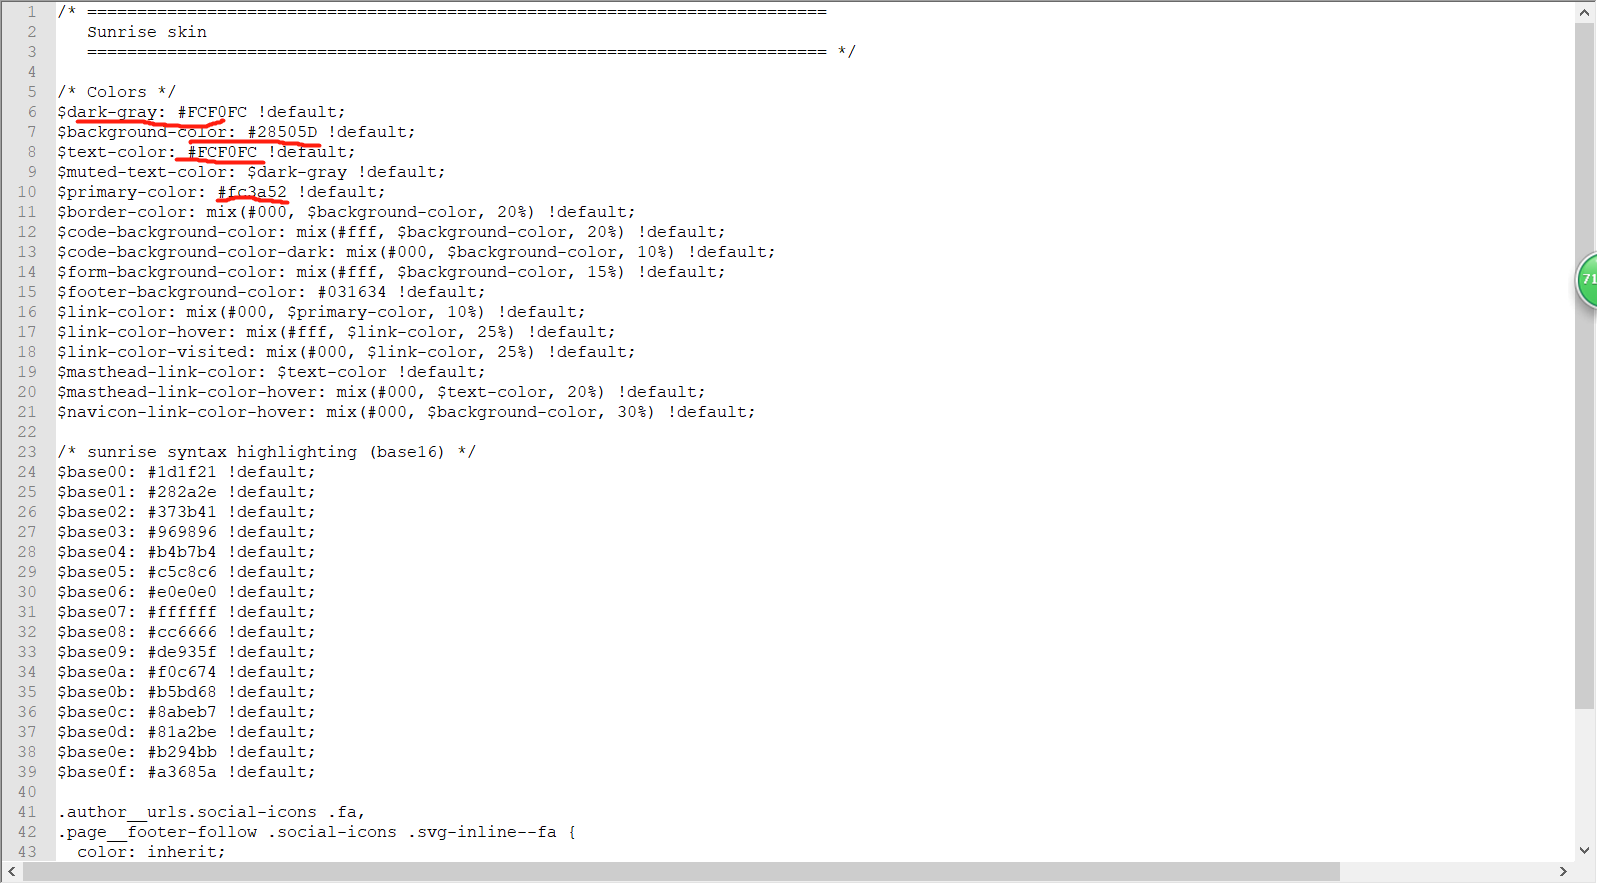 1 /* ==========================================================================
2    Sunrise skin
3    ========================================================================== */
4
5 /* Colors */
6 $dark-gray: #FCF0FC !default;
7 $background-color: #28505D !default;
8 $text-color: #FCF0FC !default;
9 $muted-text-color: $dark-gray !default;
10 $primary-color: #fc3a52 !default;
11 $border-color: mix(#000, $background-color, 20%) !default;
12 $code-background-color: mix(#fff, $background-color, 20%) !default;
13 $code-background-color-dark: mix(#000, $background-color, 10%) !default;
14 $form-background-color: mix(#fff, $background-color, 15%) !default;
15 $footer-background-color: #031634 !default;
16 $link-color: mix(#000, $primary-color, 10%) !default;
17 $link-color-hover: mix(#fff, $link-color, 25%) !default;
18 $link-color-visited: mix(#000, $link-color, 25%) !default;
19 $masthead-link-color: $text-color !default;
20 $masthead-link-color-hover: mix(#000, $text-color, 20%) !default;
21 $navicon-link-color-hover: mix(#000, $background-color, 30%) !default;
22
23 /* sunrise syntax highlighting (base16) */
24 $base00: #1d1f21 !default;
25 $base01: #282a2e !default;
26 $base02: #373b41 !default;
27 $base03: #969896 !default;
28 $base04: #b4b7b4 !default;
29 $base05: #c5c8c6 !default;
30 $base06: #e0e0e0 !default;
31 $base07: #ffffff !default;
32 $base08: #cc6666 !default;
33 $base09: #de935f !default;
34 $base0a: #f0c674 !default;
35 $base0b: #b5bd68 !default;
36 $base0c: #8abeb7 !default;
37 $base0d: #81a2be !default;
38 $base0e: #b294bb !default;
39 $base0f: #a3685a !default;
40
41 .author__urls.social-icons .fa,
42 .page__footer-follow .social-icons .svg-inline--fa {
43   color: inherit;
71